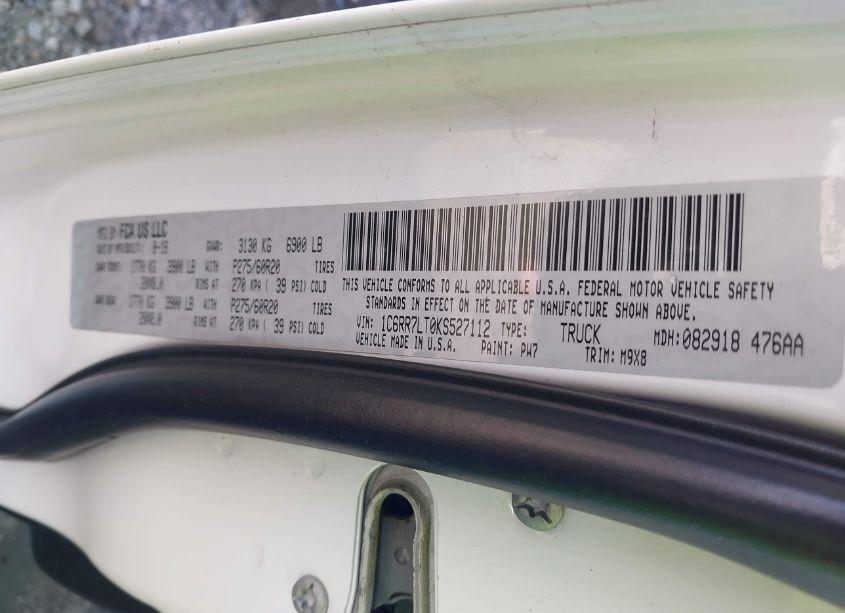 MFD BY FCA US LLC
DATE OF MFR/BUILT: 8-18 GVWR: 3130 KG 6900 LB
GAWR FRONT: 1770 KG 3900 LB WITH P275/60R20 TIRES
20X8.0 RIMS AT 270 KPA ( 39 PSI) COLD
GAWR REAR: 1770 KG 3900 LB WITH P275/60R20 TIRES
20X8.0 RIMS AT 270 KPA ( 39 PSI) COLD
THIS VEHICLE CONFORMS TO ALL APPLICABLE U.S.A. FEDERAL MOTOR VEHICLE SAFETY
STANDARDS IN EFFECT ON THE DATE OF MANUFACTURE SHOWN ABOVE.
VIN: 1C6RR7LT0KS527112 TYPE: TRUCK MDH:082918 476AA
VEHICLE MADE IN U.S.A. PAINT: PW7 TRIM: M9X8